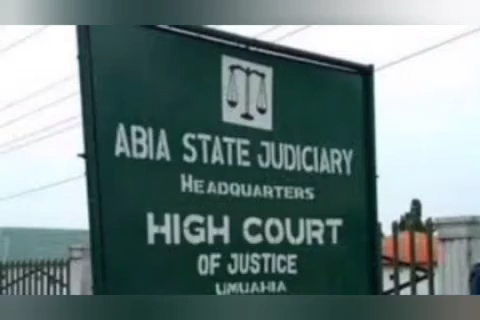 ABIA STATE JUDICIARY
HEADQUARTERS
HIGH COURT
OF JUSTICE
UMUAHIA